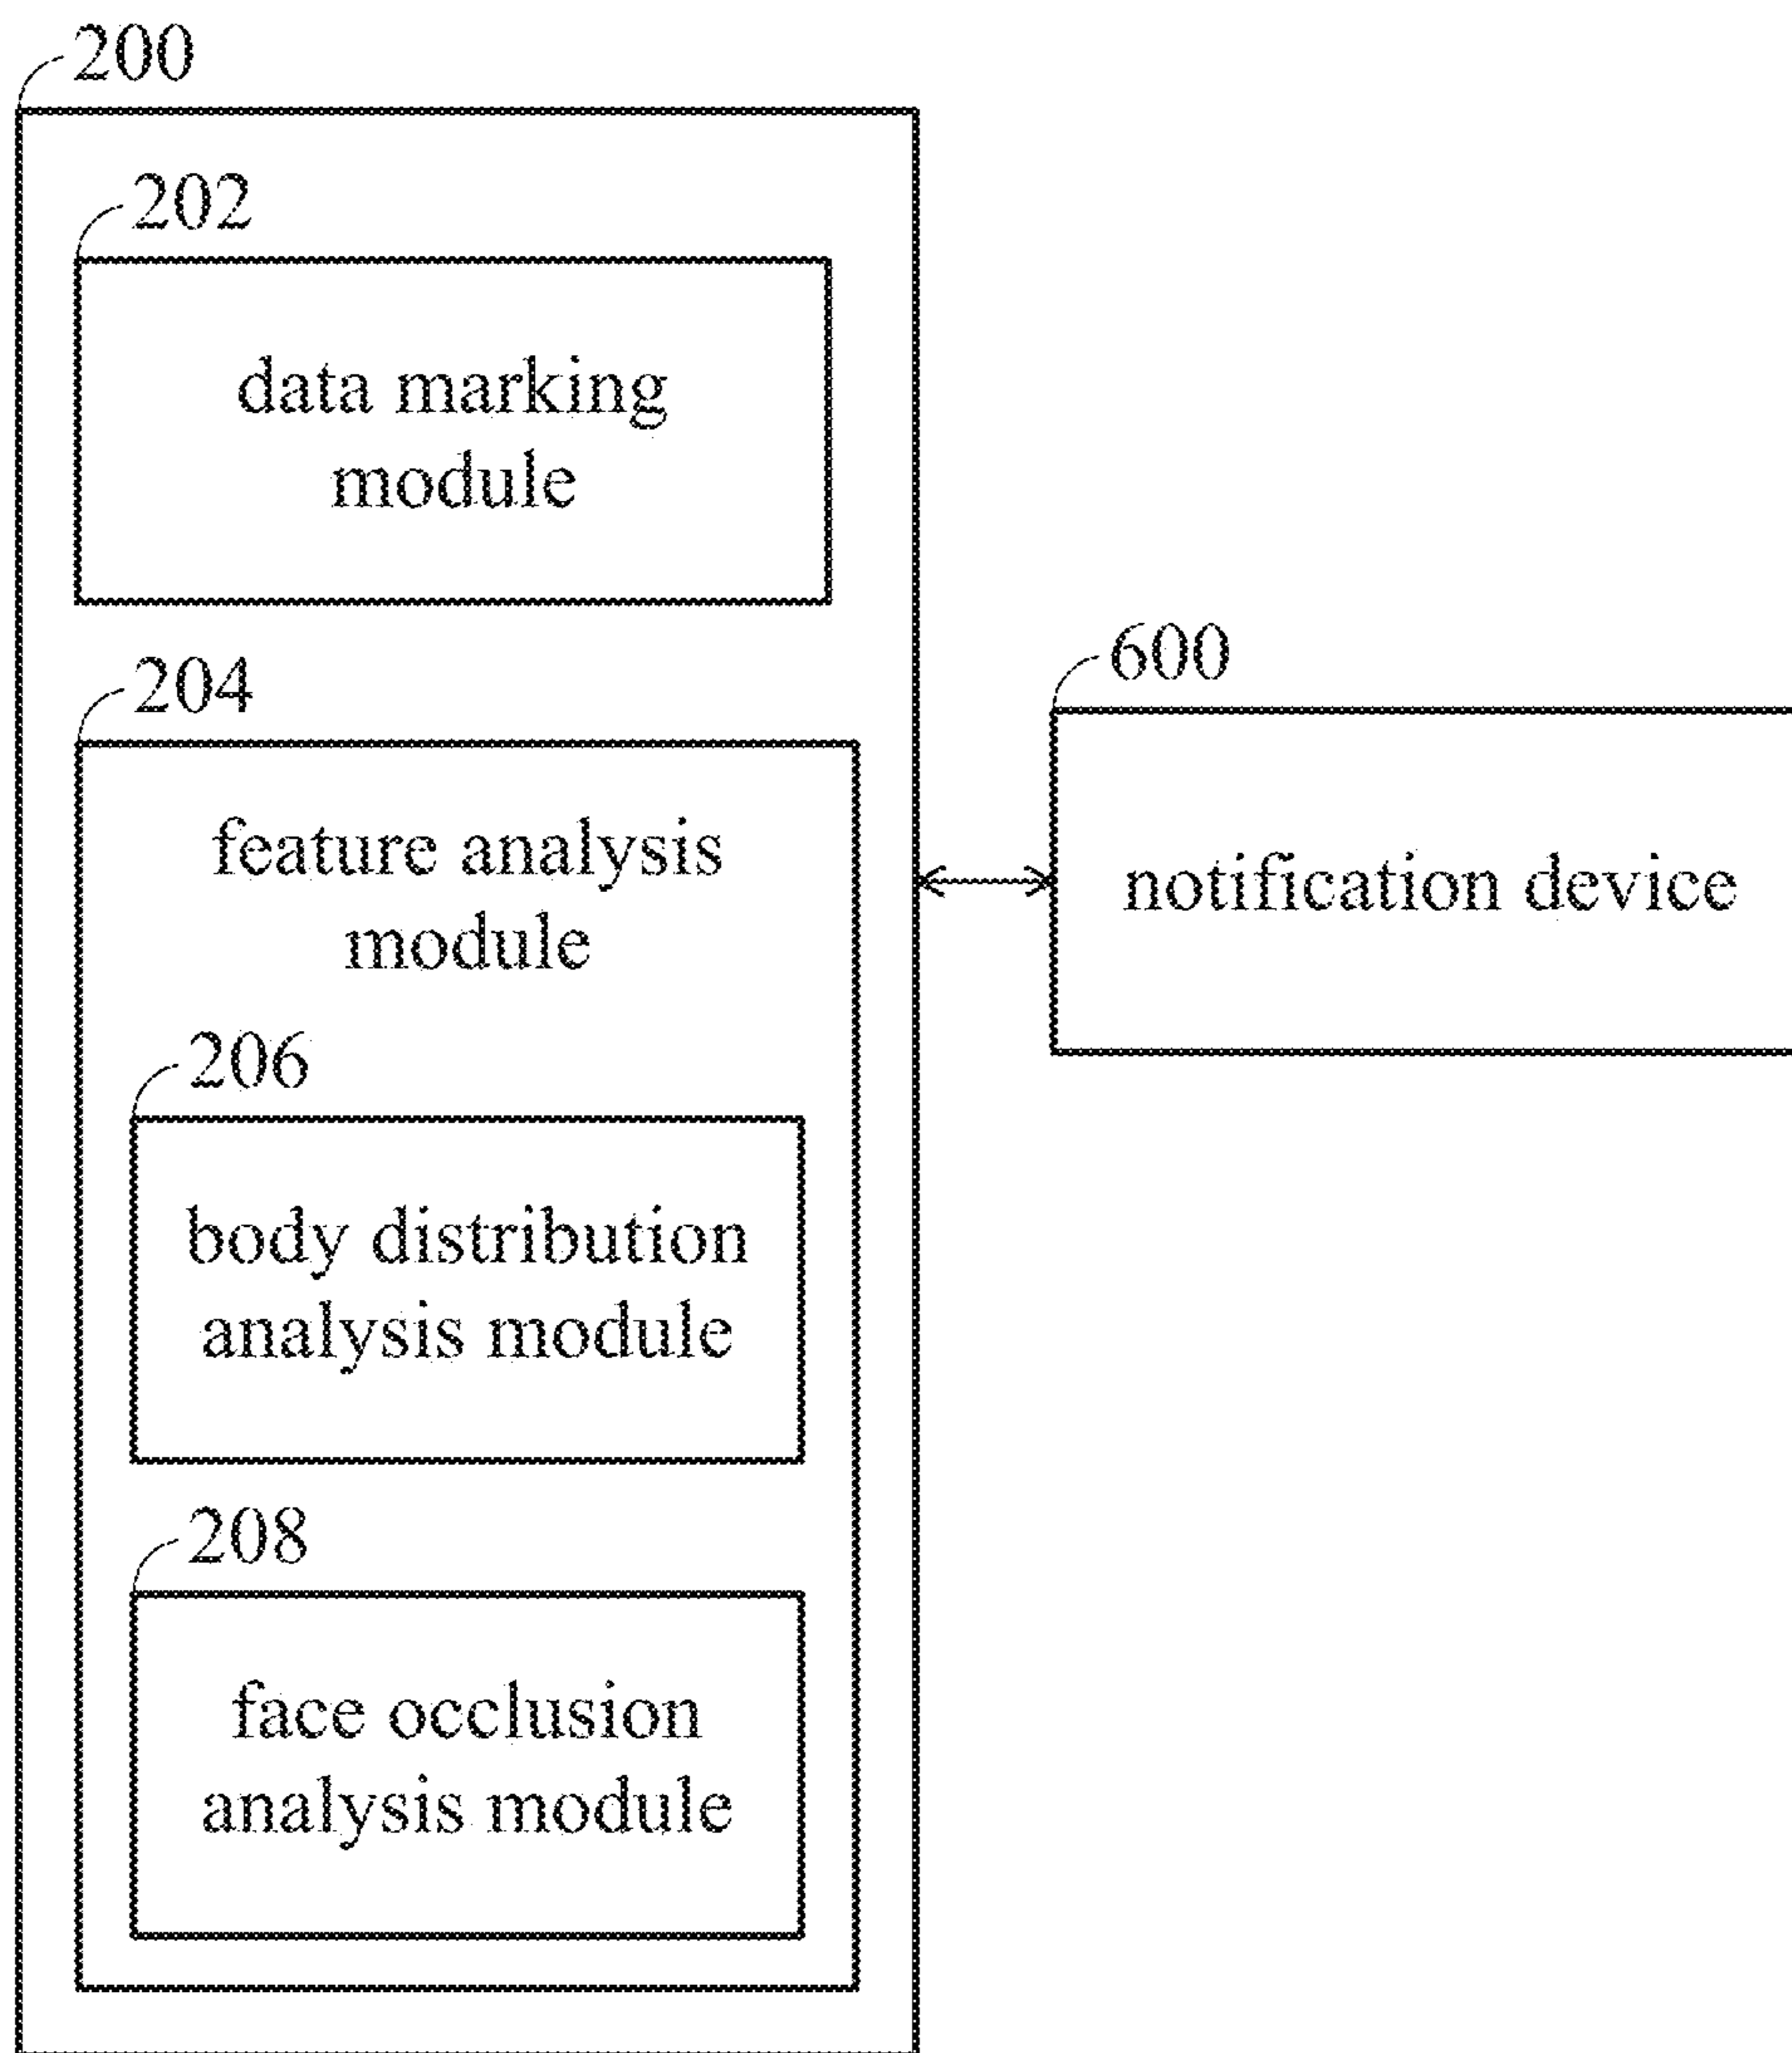 200
202
data marking
module
204
feature analysis
module
206
body distribution
analysis module
208
face occlusion
analysis module
600
notification device